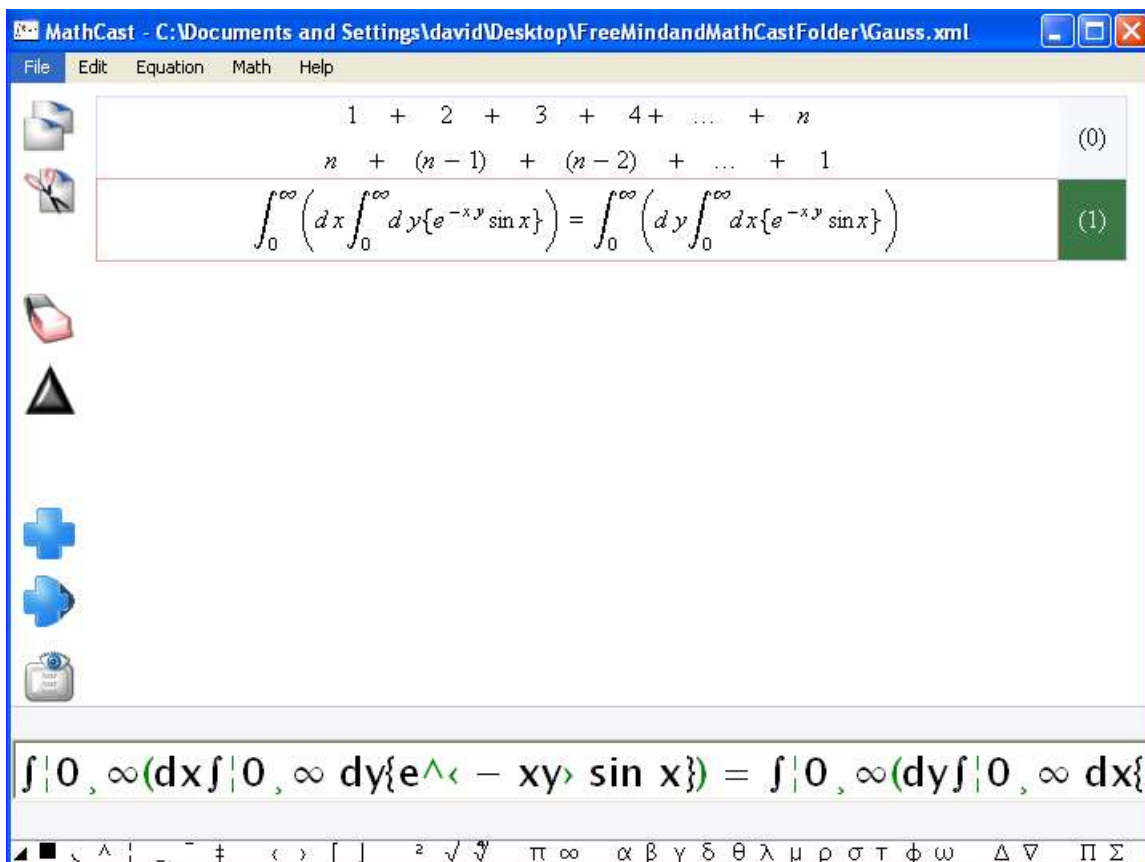 MathCast - C:\Documents and Settings\david\Desktop\FreeMindandMathCastFolder\Gauss.xml
File Edit Equation Math Help
1 + 2 + 3 + 4 + ... + n
(0)
n + (n − 1) + (n − 2) + ... + 1
∫₀^∞ (dx ∫₀^∞ dy{e^(−xy) sin x}) = ∫₀^∞ (dy ∫₀^∞ dx{e^(−xy) sin x}) (1)
∫¦0 ˛ ∞(dx∫¦0 ˛ ∞ dy{e^‹ − xy› sin x}) = ∫¦0 ˛ ∞(dy∫¦0 ˛ ∞ dx{
^ ¦ _ ¯ ‡ ‹ › [ ] ² √ ∜ π ∞ α β γ δ θ λ μ ρ σ τ φ ω Δ ∇ Π Σ